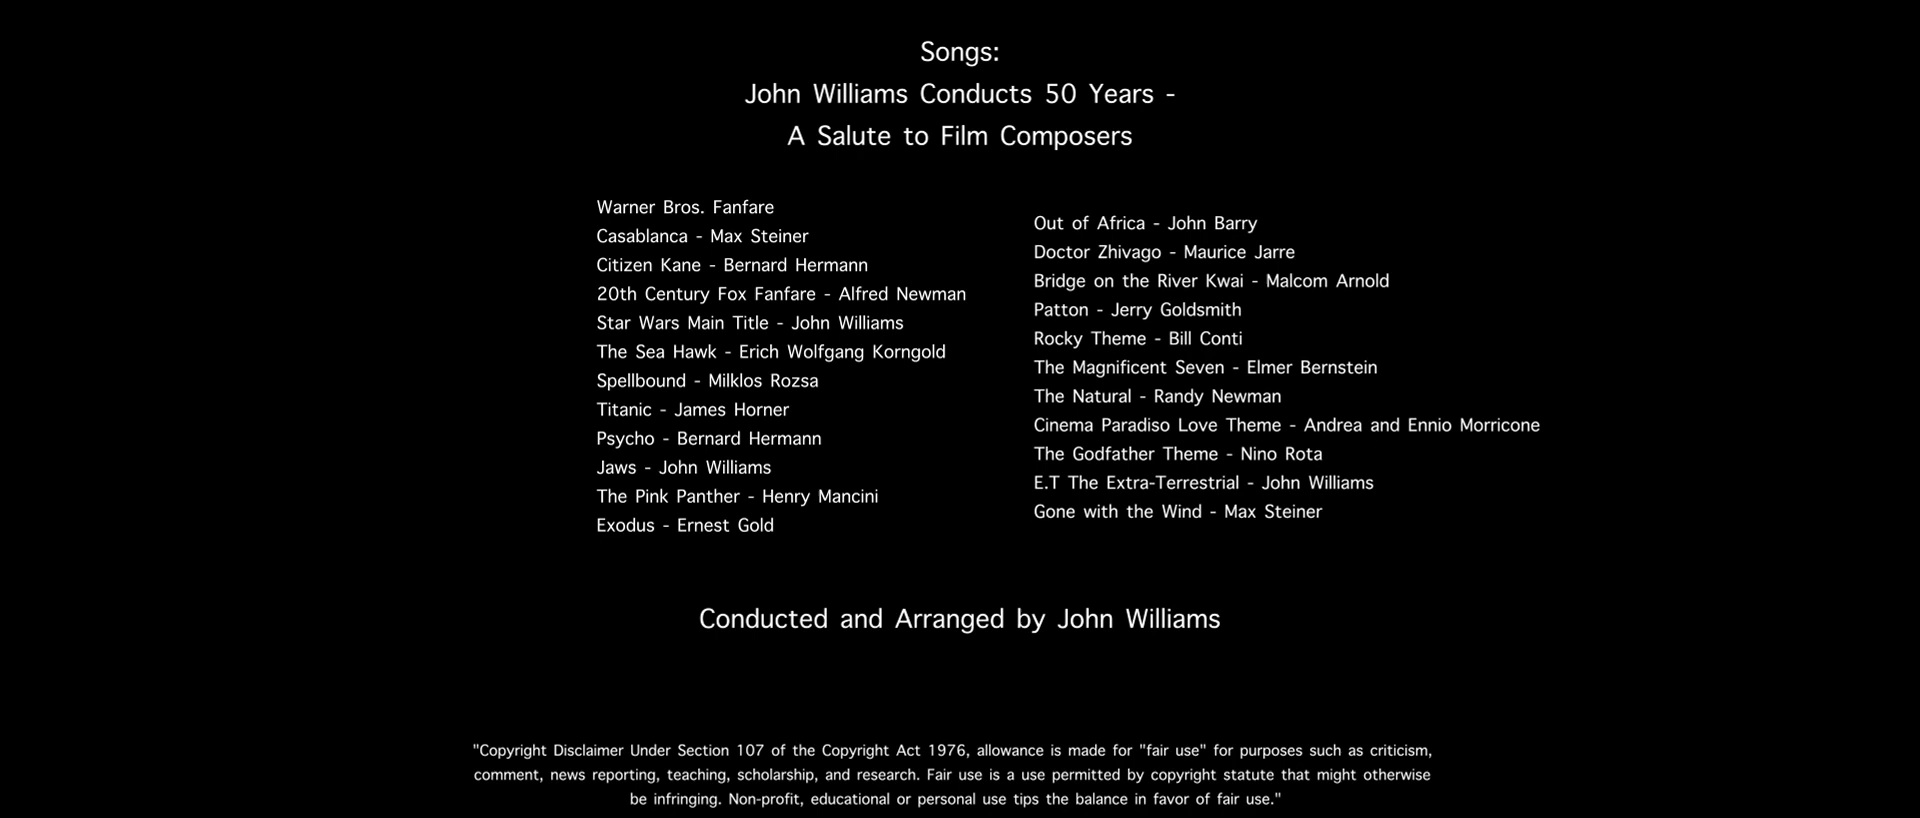 Songs:
John Williams Conducts 50 Years -
A Salute to Film Composers
Warner Bros. Fanfare
Casablanca - Max Steiner
Citizen Kane - Bernard Hermann
20th Century Fox Fanfare - Alfred Newman
Star Wars Main Title - John Williams
The Sea Hawk - Erich Wolfgang Korngold
Spellbound - Milklos Rozsa
Titanic - James Horner
Psycho - Bernard Hermann
Jaws - John Williams
The Pink Panther - Henry Mancini
Exodus - Ernest Gold
Out of Africa - John Barry
Doctor Zhivago - Maurice Jarre
Bridge on the River Kwai - Malcom Arnold
Patton - Jerry Goldsmith
Rocky Theme - Bill Conti
The Magnificent Seven - Elmer Bernstein
The Natural - Randy Newman
Cinema Paradiso Love Theme - Andrea and Ennio Morricone
The Godfather Theme - Nino Rota
E.T The Extra-Terrestrial - John Williams
Gone with the Wind - Max Steiner
Conducted and Arranged by John Williams
"Copyright Disclaimer Under Section 107 of the Copyright Act 1976, allowance is made for "fair use" for purposes such as criticism,
comment, news reporting, teaching, scholarship, and research. Fair use is a use permitted by copyright statute that might otherwise
be infringing. Non-profit, educational or personal use tips the balance in favor of fair use."